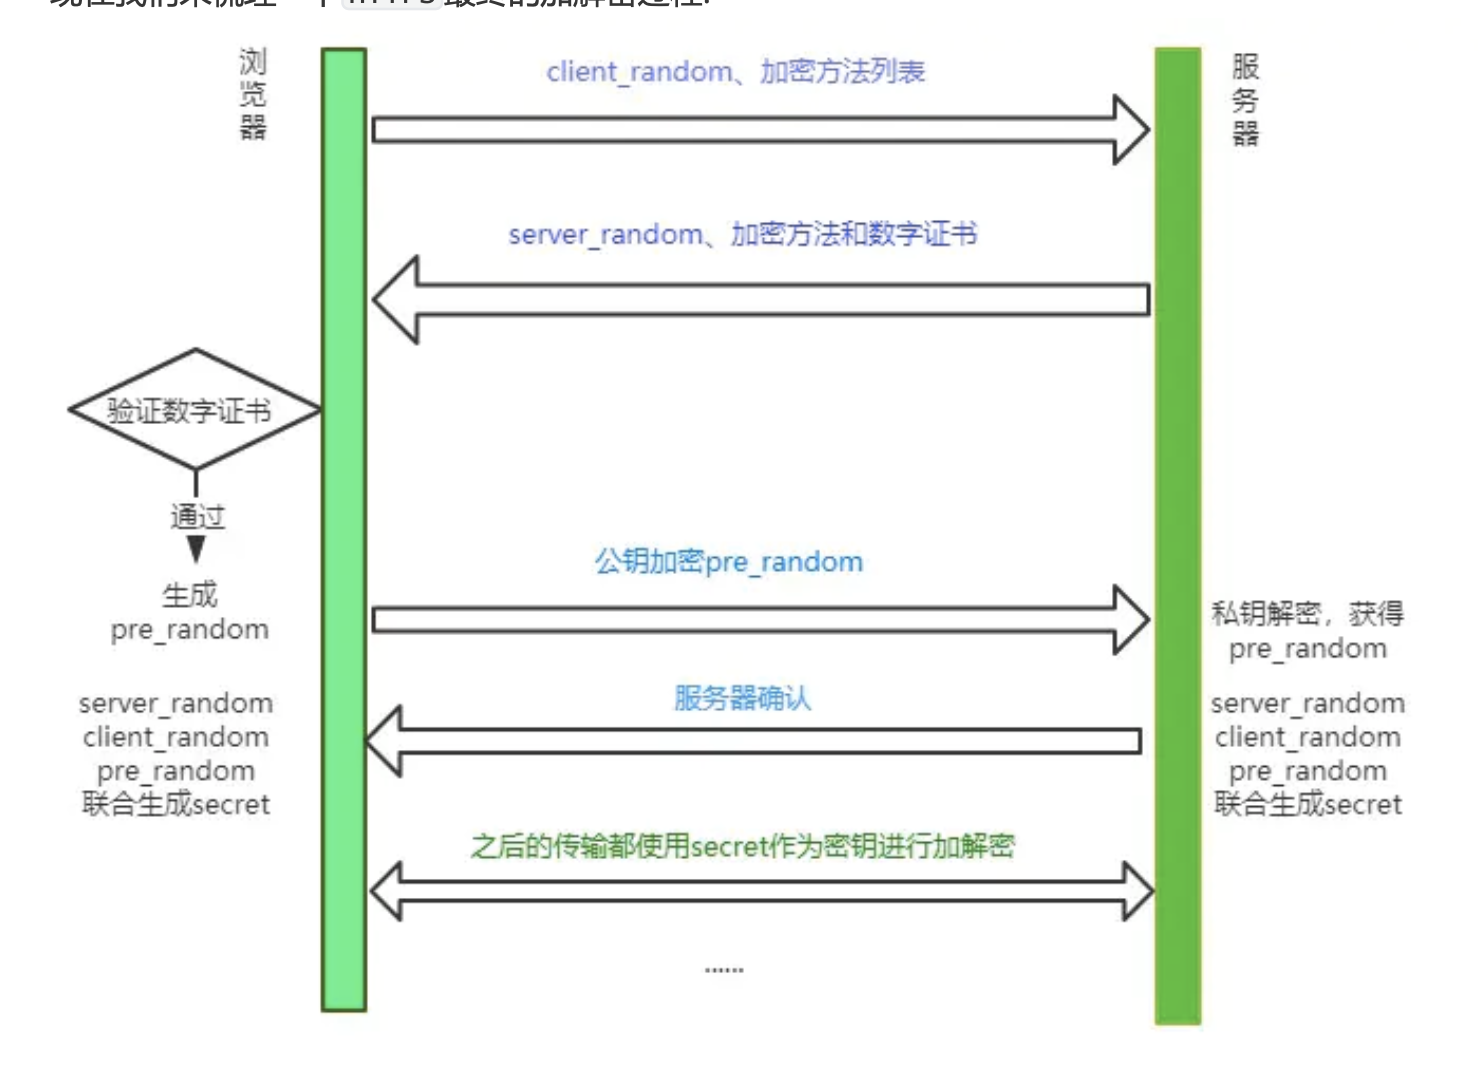 浏览器
服务器
client_random、加密方法列表
server_random、加密方法和数字证书
验证数字证书
通过
生成
pre_random
公钥加密pre_random
私钥解密，获得
pre_random
服务器确认
server_random
client_random
pre_random
联合生成secret
server_random
client_random
pre_random
联合生成secret
之后的传输都使用secret作为密钥进行加解密
......